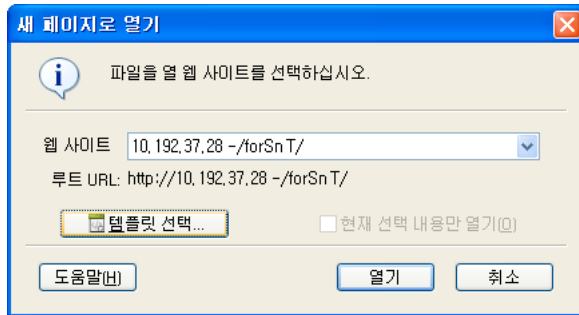 새 페이지로 열기
파일을 열 웹 사이트를 선택하십시오.
웹 사이트 10.192.37.28 -/forSnT/
루트 URL: http://10.192.37.28 -/forSnT/
템플릿 선택... 현재 선택 내용만 열기(O)
도움말(H) 열기 취소